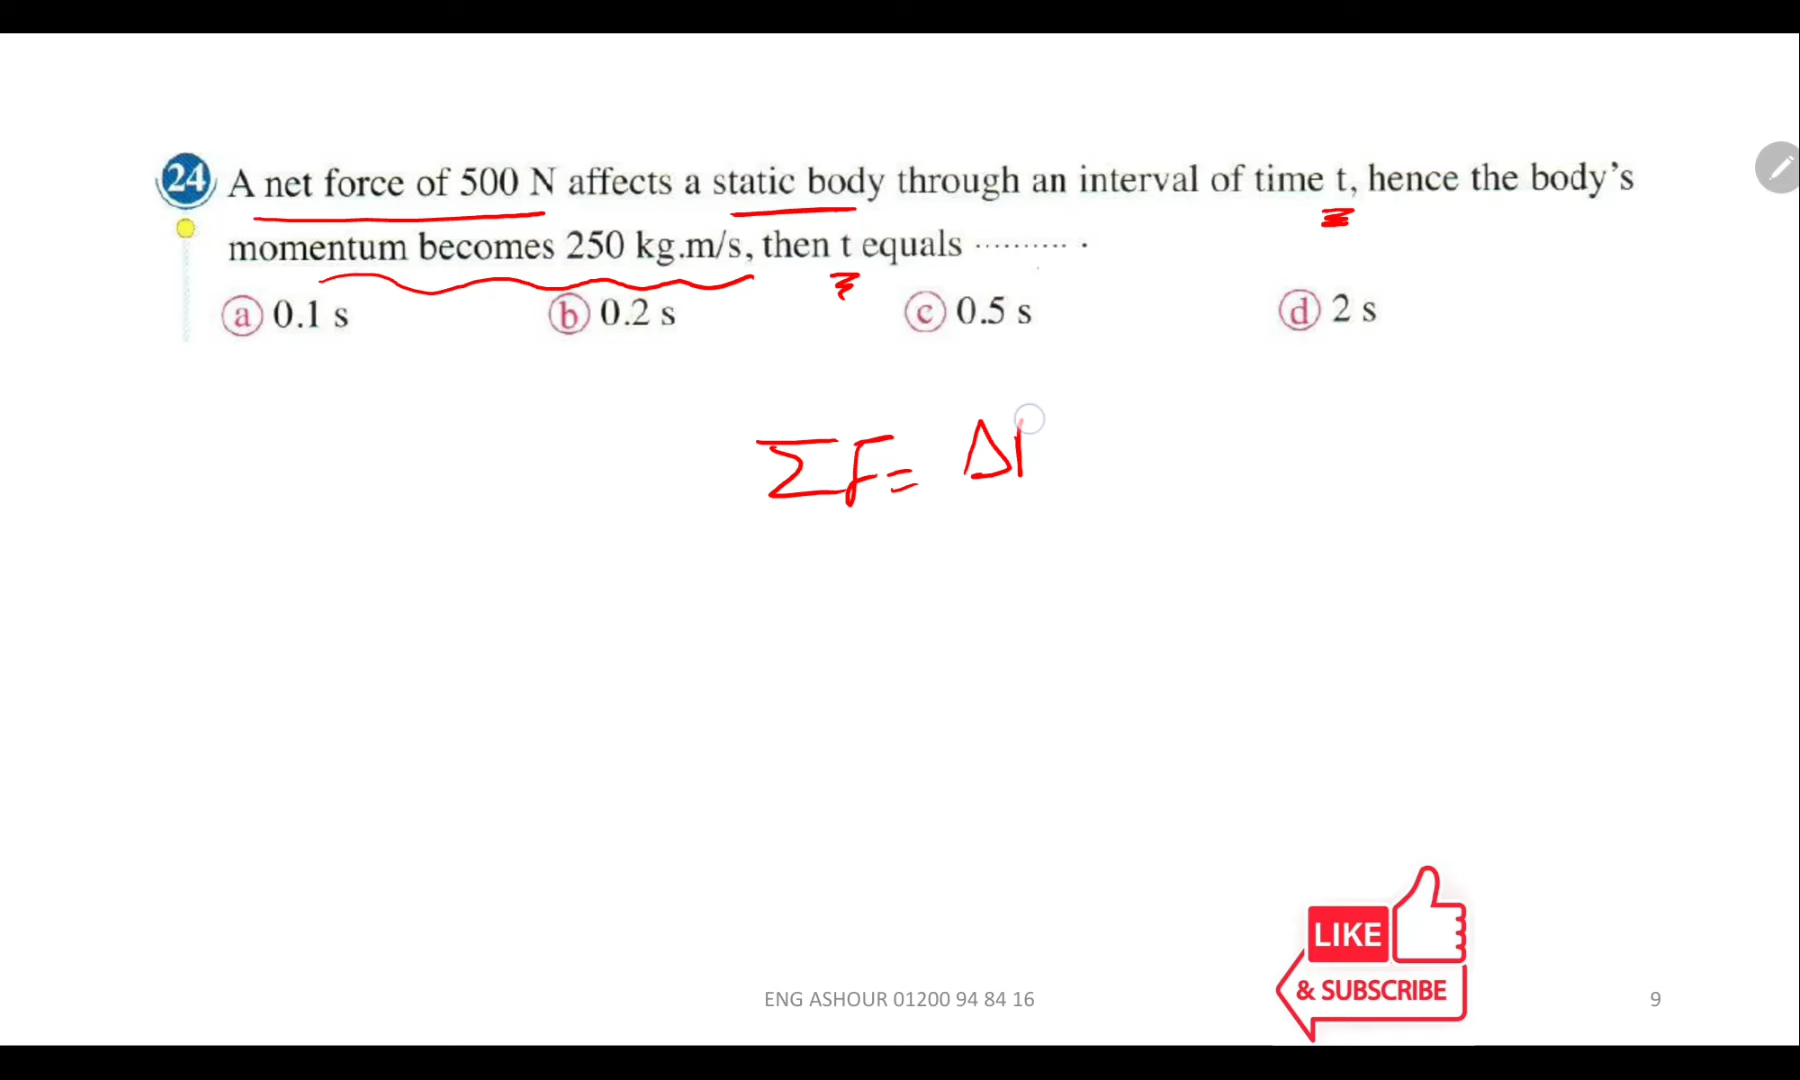 24 A net force of 500 N affects a static body through an interval of time t, hence the body's
momentum becomes 250 kg.m/s, then t equals .......... .
a 0.1 s b 0.2 s c 0.5 s d 2 s
ΣF= Δ
LIKE
& SUBSCRIBE
ENG ASHOUR 01200 94 84 16
9